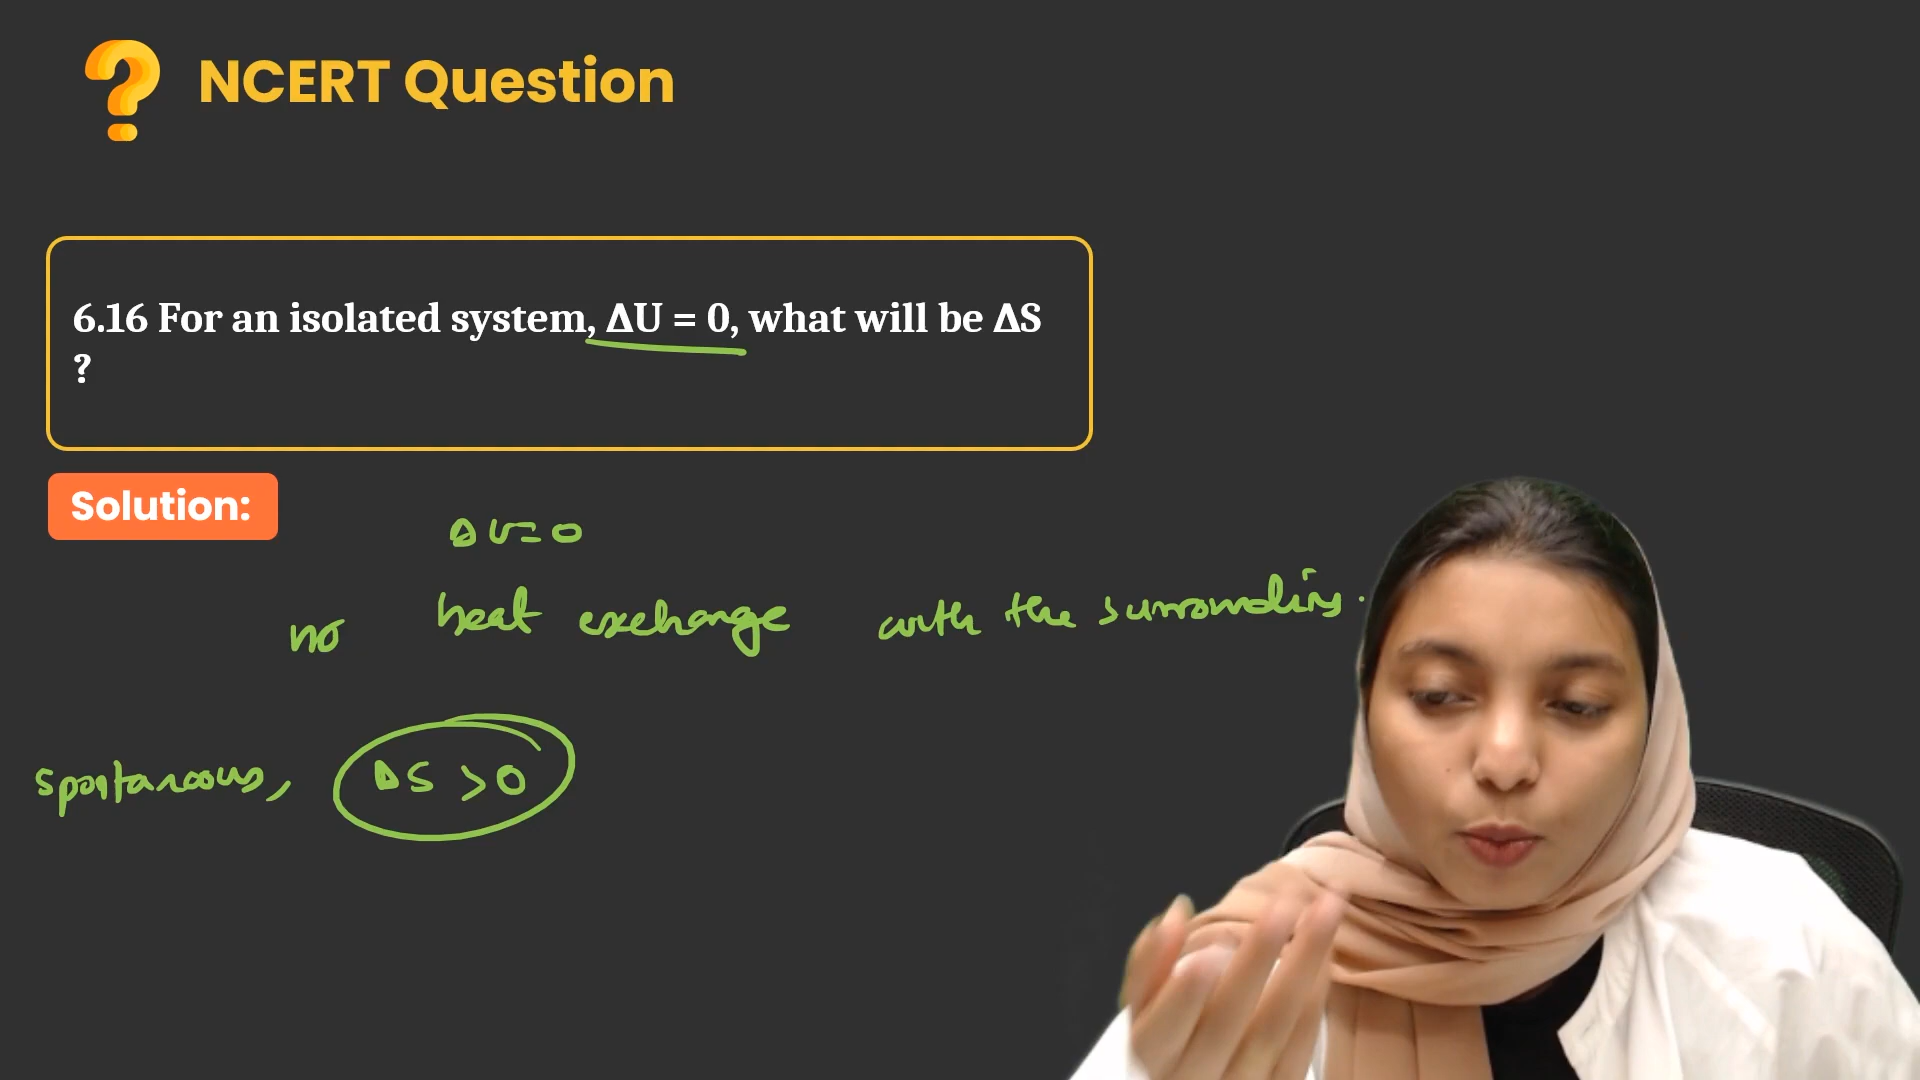 NCERT Question
6.16 For an isolated system, ΔU = 0, what will be ΔS
?
Solution:
ΔU=0
no heat exchange with the surroundings.
spontaneous, ΔS >0